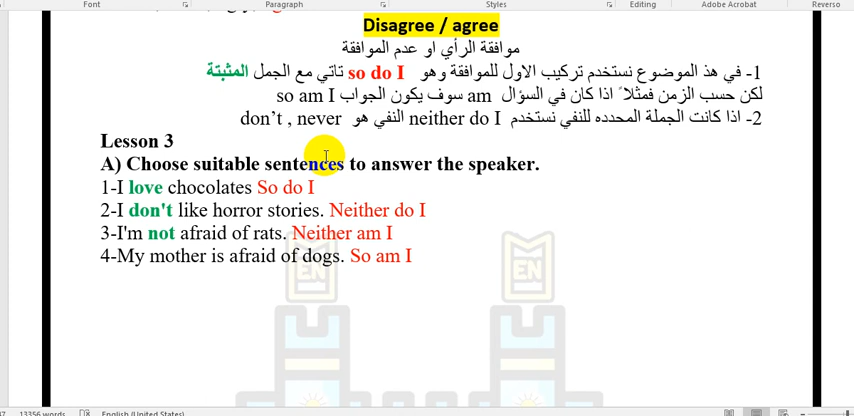 Font Paragraph Styles Editing Adobe Acrobat Reverso
Disagree / agree
موافقة الرأي او عدم الموافقة
1- في هذ الموضوع نستخدم تركيب الاول للموافقة وهو so do I تاتي مع الجمل المثبتة
لكن حسب الزمن فمثلاً اذا كان في السؤال am سوف يكون الجواب so am I
2- اذا كانت الجملة المحدده للنفي نستخدم neither do I النفي هو don't , never
Lesson 3
A) Choose suitable sentences to answer the speaker.
1-I love chocolates So do I
2-I don't like horror stories. Neither do I
3-I'm not afraid of rats. Neither am I
4-My mother is afraid of dogs. So am I
EN EN
13356 words English (United States)